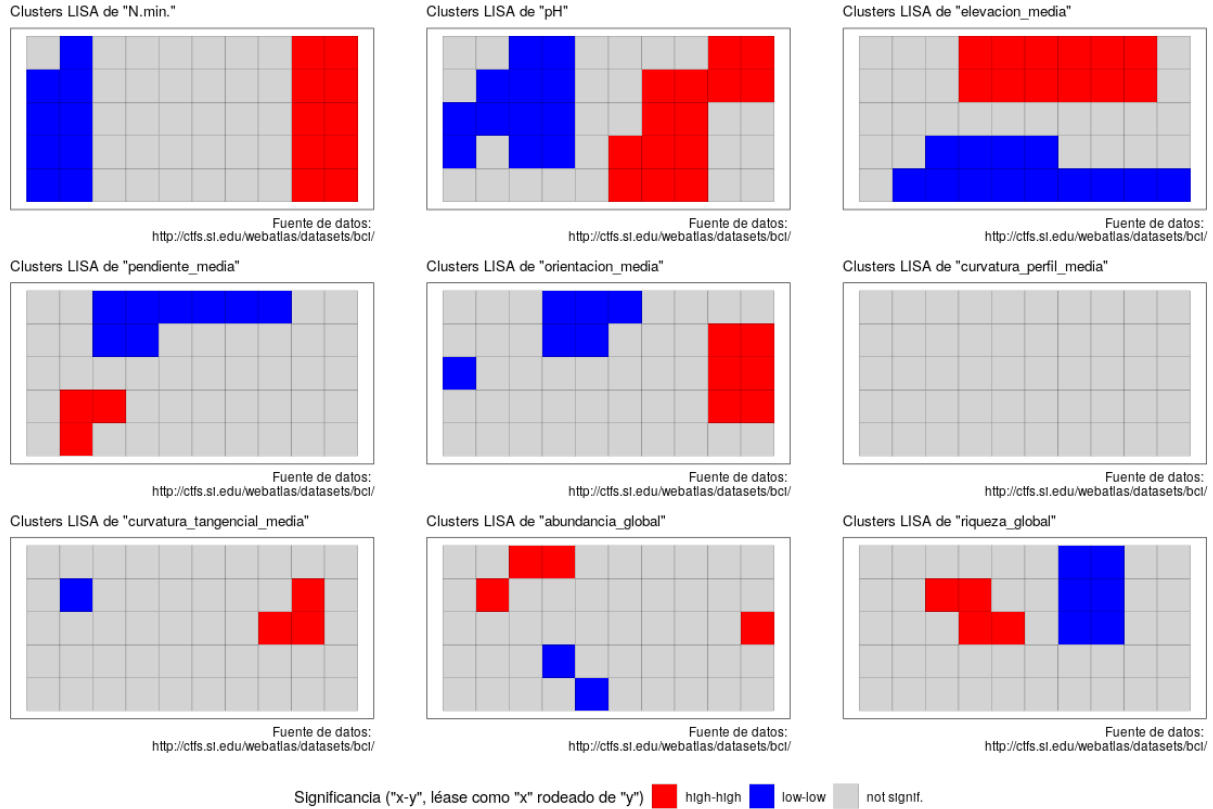 Clusters LISA de "N.min."
Clusters LISA de "pH"
Clusters LISA de "elevacion_media"
Fuente de datos:
http://ctfs.si.edu/webatlas/datasets/bci/
Fuente de datos:
http://ctfs.si.edu/webatlas/datasets/bci/
Fuente de datos:
http://ctfs.si.edu/webatlas/datasets/bci/
Clusters LISA de "pendiente_media"
Clusters LISA de "orientacion_media"
Clusters LISA de "curvatura_perfil_media"
Fuente de datos:
http://ctfs.si.edu/webatlas/datasets/bci/
Fuente de datos:
http://ctfs.si.edu/webatlas/datasets/bci/
Fuente de datos:
http://ctfs.si.edu/webatlas/datasets/bci/
Clusters LISA de "curvatura_tangencial_media"
Clusters LISA de "abundancia_global"
Clusters LISA de "riqueza_global"
Fuente de datos:
http://ctfs.si.edu/webatlas/datasets/bci/
Fuente de datos:
http://ctfs.si.edu/webatlas/datasets/bci/
Fuente de datos:
http://ctfs.si.edu/webatlas/datasets/bci/
Significancia ("x-y", léase como "x" rodeado de "y") high-high low-low not signif.